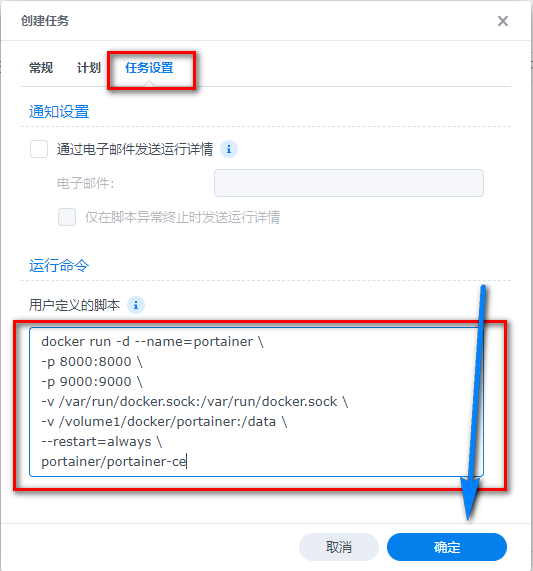 创建任务
常规 计划 任务设置
通知设置
通过电子邮件发送运行详情
电子邮件:
仅在脚本异常终止时发送运行详情
运行命令
用户定义的脚本
docker run -d --name=portainer \
-p 8000:8000 \
-p 9000:9000 \
-v /var/run/docker.sock:/var/run/docker.sock \
-v /volume1/docker/portainer:/data \
--restart=always \
portainer/portainer-ce
取消 确定